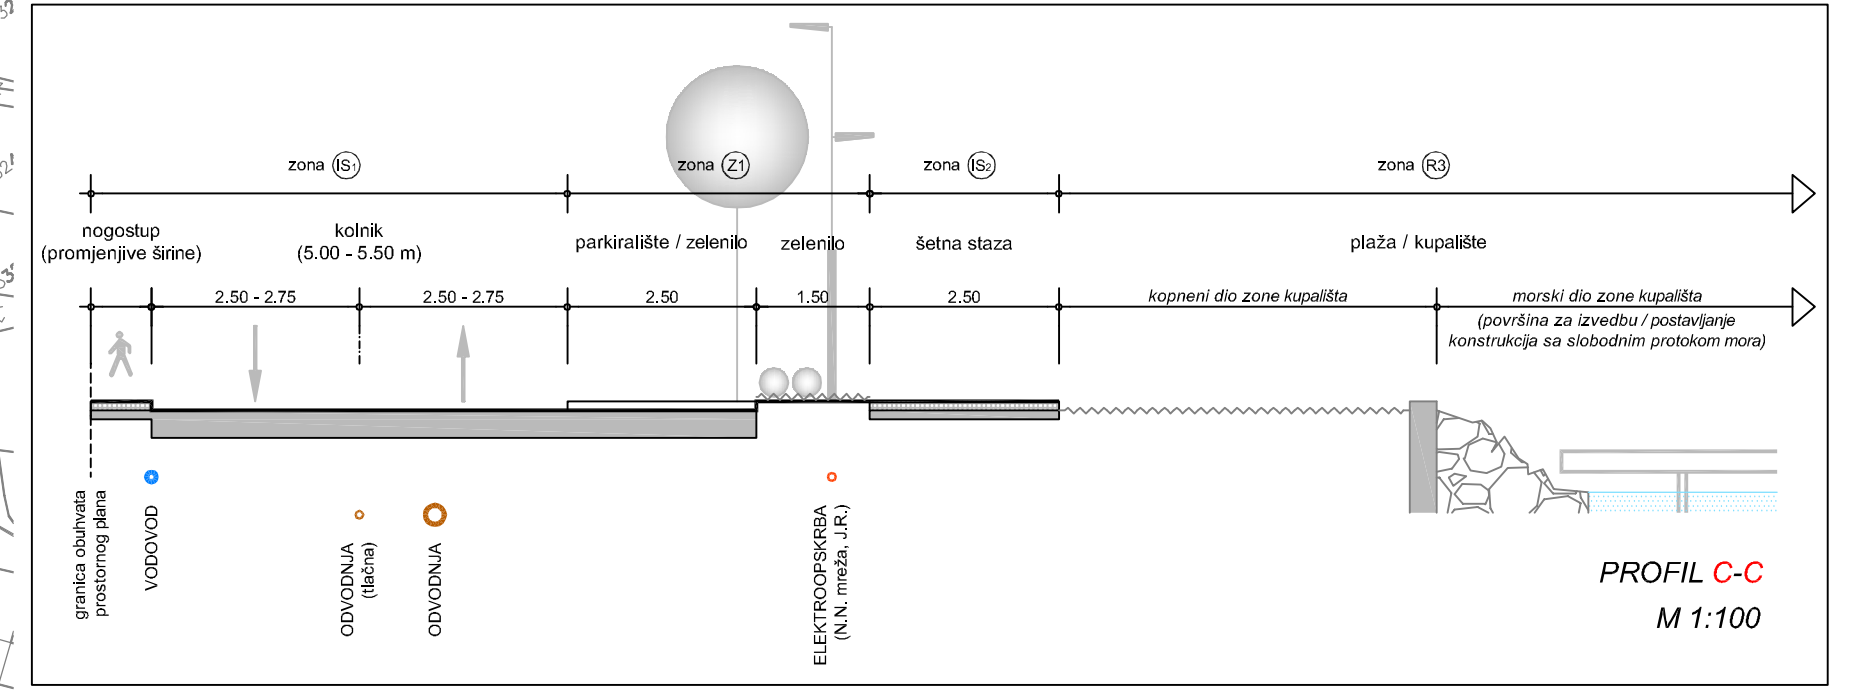 zona IS1
zona Z1
zona IS2
zona R3
nogostup
(promjenjive širine)
kolnik
(5.00 - 5.50 m)
parkiralište / zelenilo
zelenilo
šetna staza
plaža / kupalište
2.50 - 2.75
2.50 - 2.75
2.50
1.50
2.50
kopneni dio zone kupališta
morski dio zone kupališta
(površina za izvedbu / postavljanje
konstrukcija sa slobodnim protokom mora)
granica obuhvata
prostornog plana
VODOVOD
ODVODNJA
(tlačna)
ODVODNJA
ELEKTROOPSKRBA
(N.N. mreža, J.R.)
PROFIL C-C
M 1:100